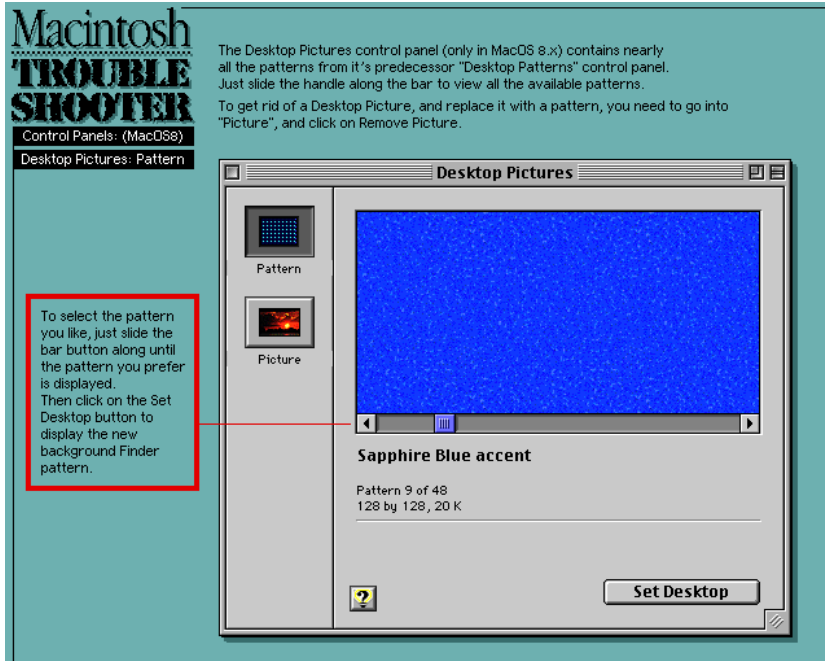 Macintosh
TROUBLE
SHOOTER
Control Panels: (MacOS8)
Desktop Pictures: Pattern
The Desktop Pictures control panel (only in MacOS 8.x) contains nearly
all the patterns from it's predecessor "Desktop Patterns" control panel.
Just slide the handle along the bar to view all the available patterns.
To get rid of a Desktop Picture, and replace it with a pattern, you need to go into
"Picture", and click on Remove Picture.
Desktop Pictures
Pattern
Picture
To select the pattern
you like, just slide the
bar button along until
the pattern you prefer
is displayed.
Then click on the Set
Desktop button to
display the new
background Finder
pattern.
Sapphire Blue accent
Pattern 9 of 48
128 by 128, 20 K
?
Set Desktop